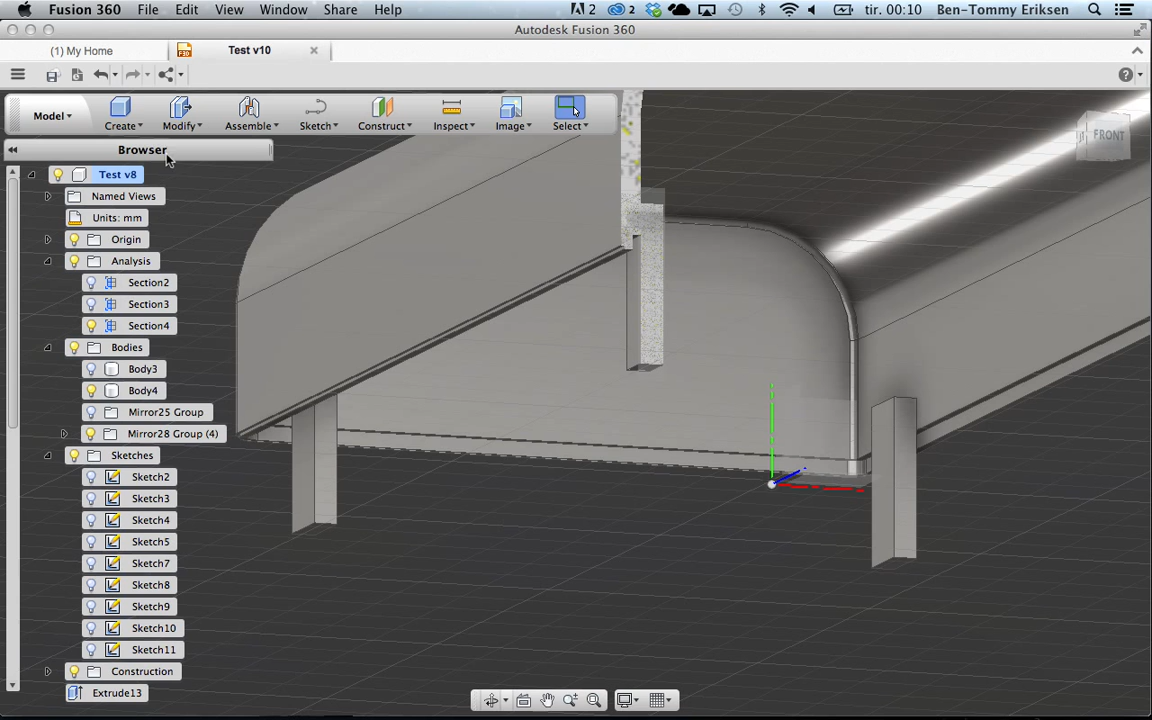 Fusion 360 File Edit View Window Share Help 2 2 tir. 00:10 Ben-Tommy Eriksen
Autodesk Fusion 360
(1) My Home Test v10
Model Create Modify Assemble Sketch Construct Inspect Image Select
Browser
FRONT
Test v8
Named Views
Units: mm
Origin
Analysis
Section2
Section3
Section4
Bodies
Body3
Body4
Mirror25 Group
Mirror28 Group (4)
Sketches
Sketch2
Sketch3
Sketch4
Sketch5
Sketch7
Sketch8
Sketch9
Sketch10
Sketch11
Construction
Extrude13